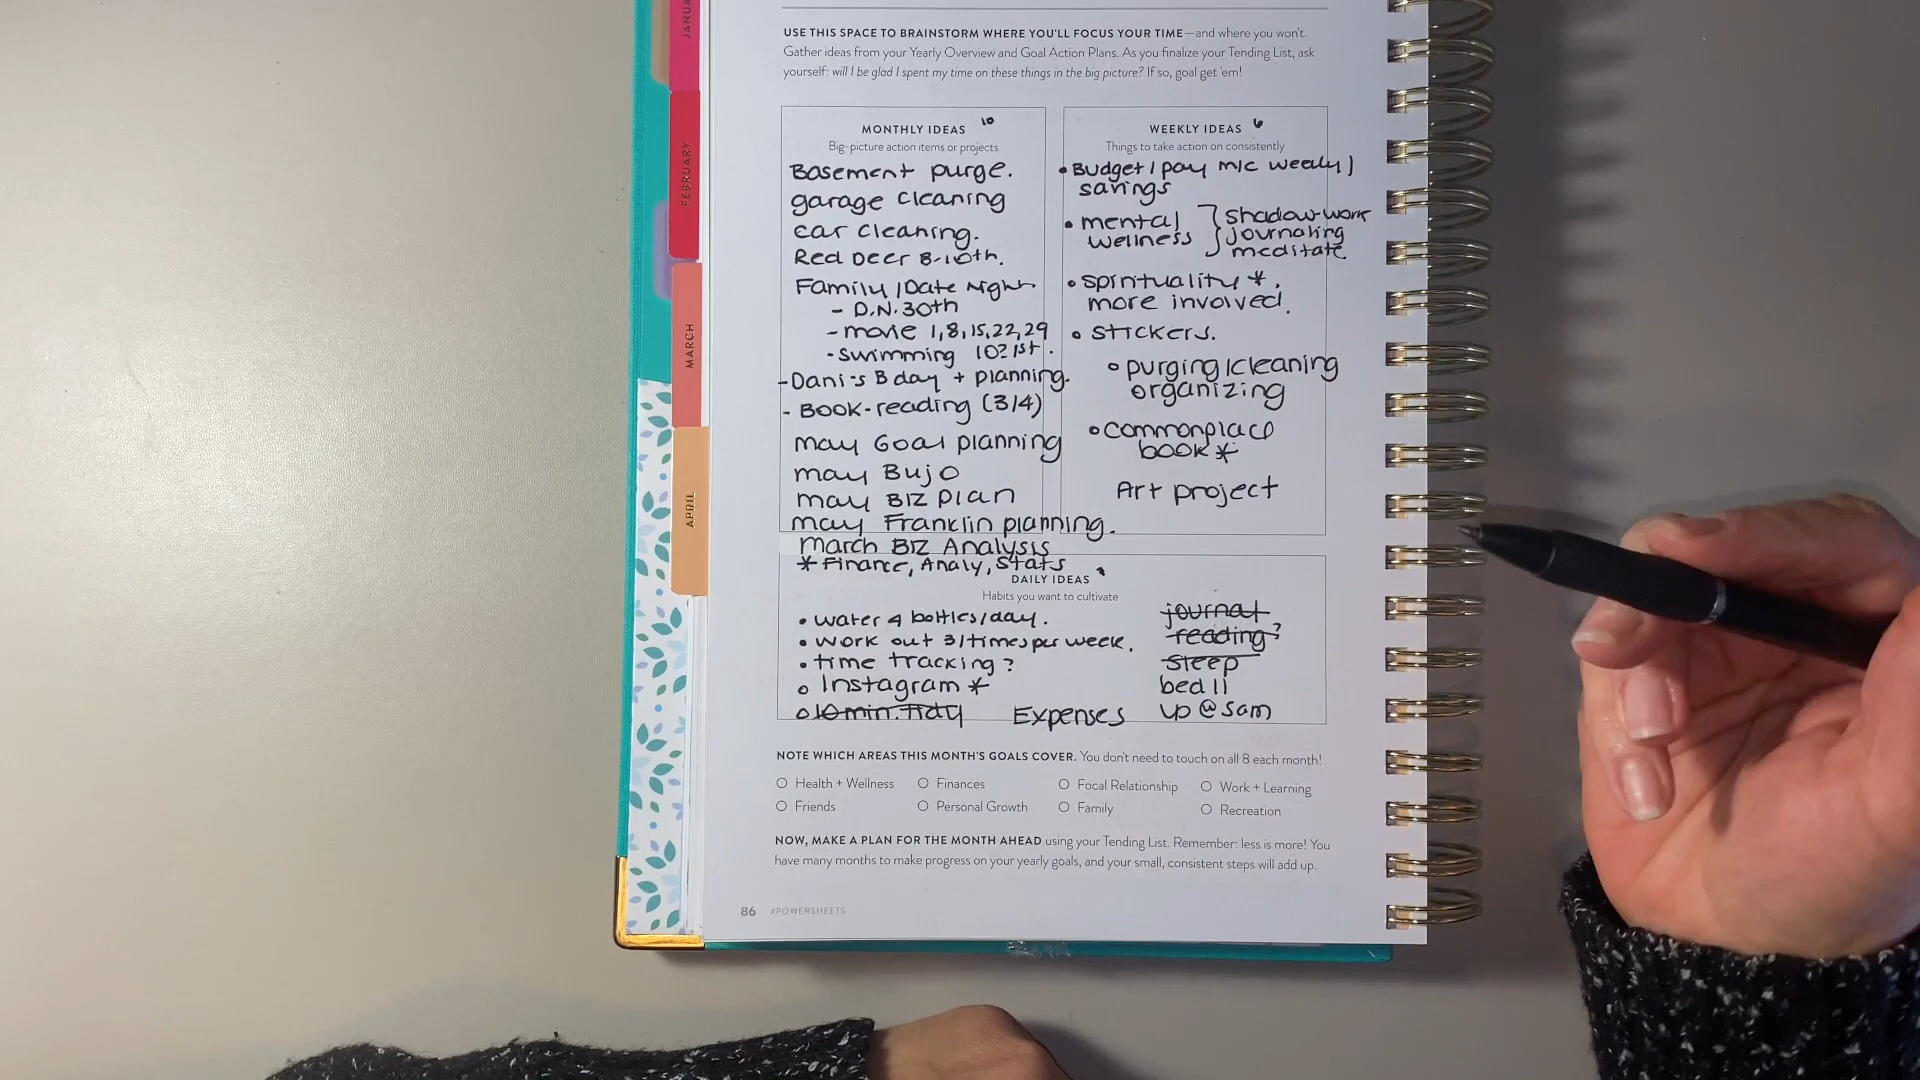 JANUA
FEBRUARY
MARCH
APRIL
USE THIS SPACE TO BRAINSTORM WHERE YOU'LL FOCUS YOUR TIME—and where you won't.
Gather ideas from your Yearly Overview and Goal Action Plans. As you finalize your Tending List, ask
yourself: will I be glad I spent my time on these things in the big picture? If so, goal get 'em!
MONTHLY IDEAS 10
Big-picture action items or projects
Basement purge.
garage cleaning
car cleaning.
Red Deer 8-10th.
Family / Date Night
- D.N. 30th
- movie 1,8,15,22,29
- swimming 10? 1st.
- Dani's B day + planning.
- Book-reading (3/4)
may Goal planning
may Bujo
may BIZ plan
may Franklin planning.
March BIZ Analysis
* Finance, Analy, Stats
WEEKLY IDEAS 6
Things to take action on consistently
• Budget / pay m/c weekly /
savings
• mental } shadow-work
wellness journaling
meditate.
• spirituality *.
more involved.
• stickers.
• purging / cleaning
organizing
• commonplace
book *
Art project
DAILY IDEAS
Habits you want to cultivate
• water 4 bottles/day.
• work out 3/times per week.
• time tracking?
• Instagram *
• 10 min. Tidy
Expenses
journal
reading?
sleep
bed 11
up @ 5am
NOTE WHICH AREAS THIS MONTH'S GOALS COVER. You don't need to touch on all 8 each month!
Health + Wellness Finances Focal Relationship Work + Learning
Friends Personal Growth Family Recreation
NOW, MAKE A PLAN FOR THE MONTH AHEAD using your Tending List. Remember: less is more! You
have many months to make progress on your yearly goals, and your small, consistent steps will add up.
86 #POWERSHEETS